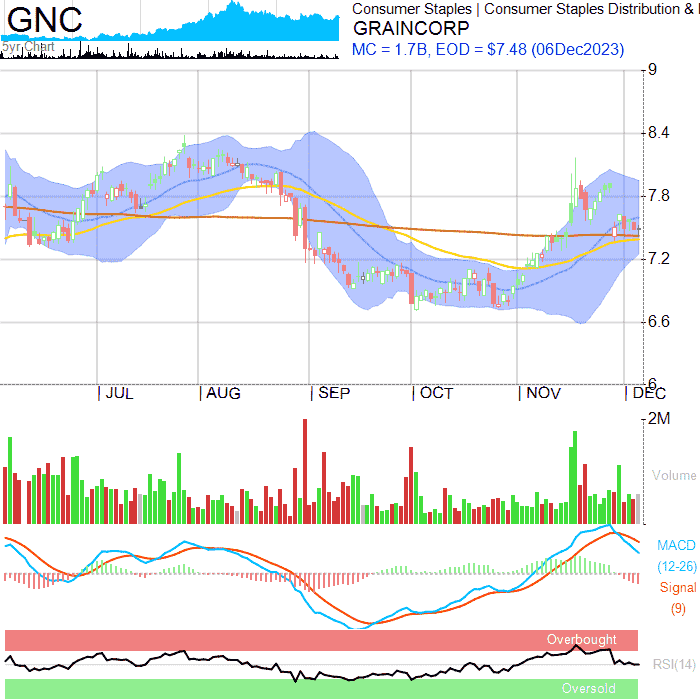 GNC
5yr Chart
Consumer Staples | Consumer Staples Distribution &
GRAINCORP
MC = 1.7B, EOD = $7.48 (06Dec2023)
9
8.4
7.8
7.2
6.6
6
| JUL
| AUG
| SEP
| OCT
| NOV
| DEC
2M
Volume
MACD
(12-26)
Signal
(9)
Overbought
RSI(14)
Oversold